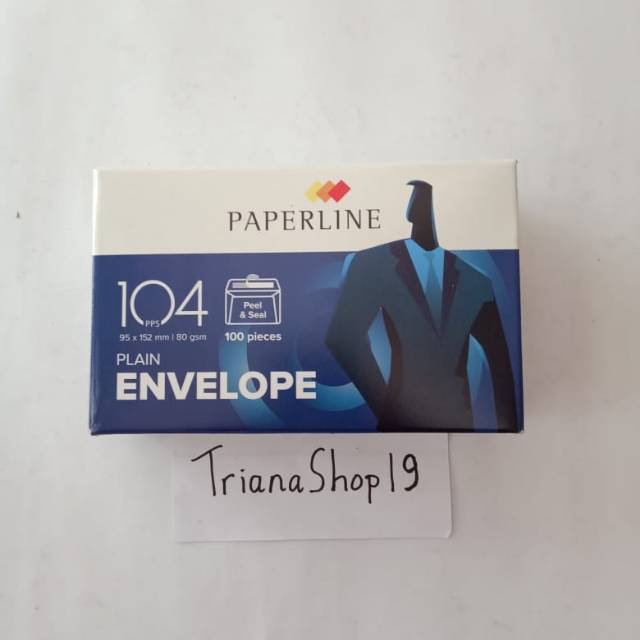 PAPERLINE
104
PPS
95 x 152 mm | 80 gsm
Peel
& Seal
100 pieces
PLAIN
ENVELOPE
TrianaShop19